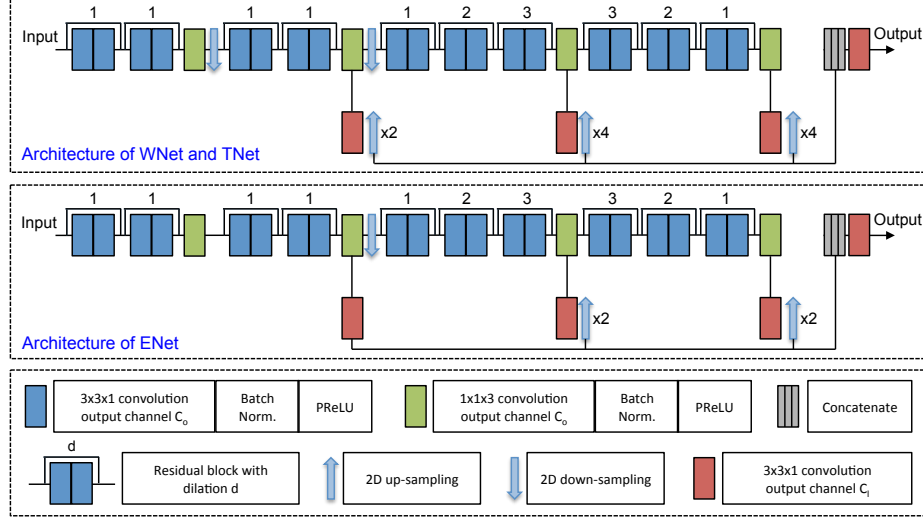 1 1 1 1 1 2 3 3 2 1
Input Output
x2 x4 x4
Architecture of WNet and TNet
1 1 1 1 1 2 3 3 2 1
Input Output
x2 x2
Architecture of ENet
3x3x1 convolution
output channel Cₒ
Batch
Norm.
PReLU
1x1x3 convolution
output channel Cₒ
Batch
Norm.
PReLU
Concatenate
d
Residual block with
dilation d
2D up-sampling
2D down-sampling
3x3x1 convolution
output channel Cₗ